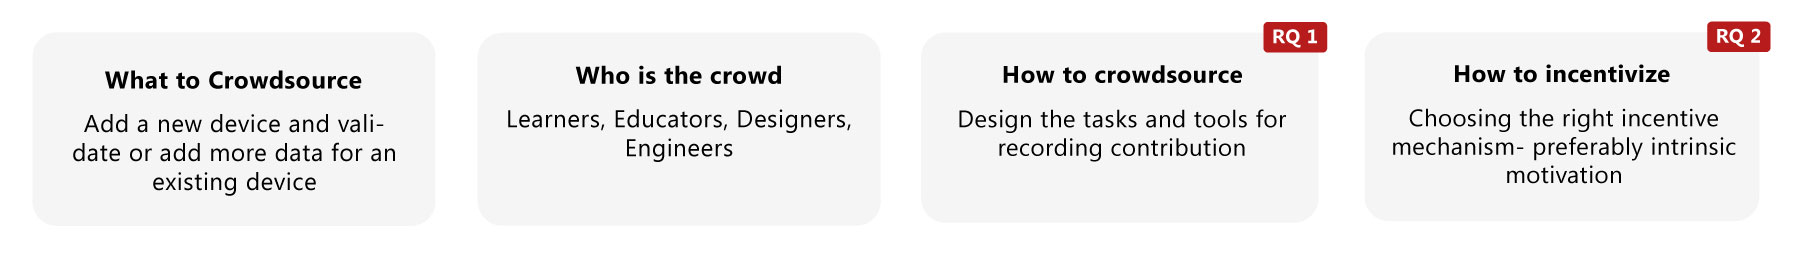 What to Crowdsource
Add a new device and vali-
date or add more data for an
existing device
Who is the crowd
Learners, Educators, Designers,
Engineers
RQ 1
How to crowdsource
Design the tasks and tools for
recording contribution
RQ 2
How to incentivize
Choosing the right incentive
mechanism- preferably intrinsic
motivation